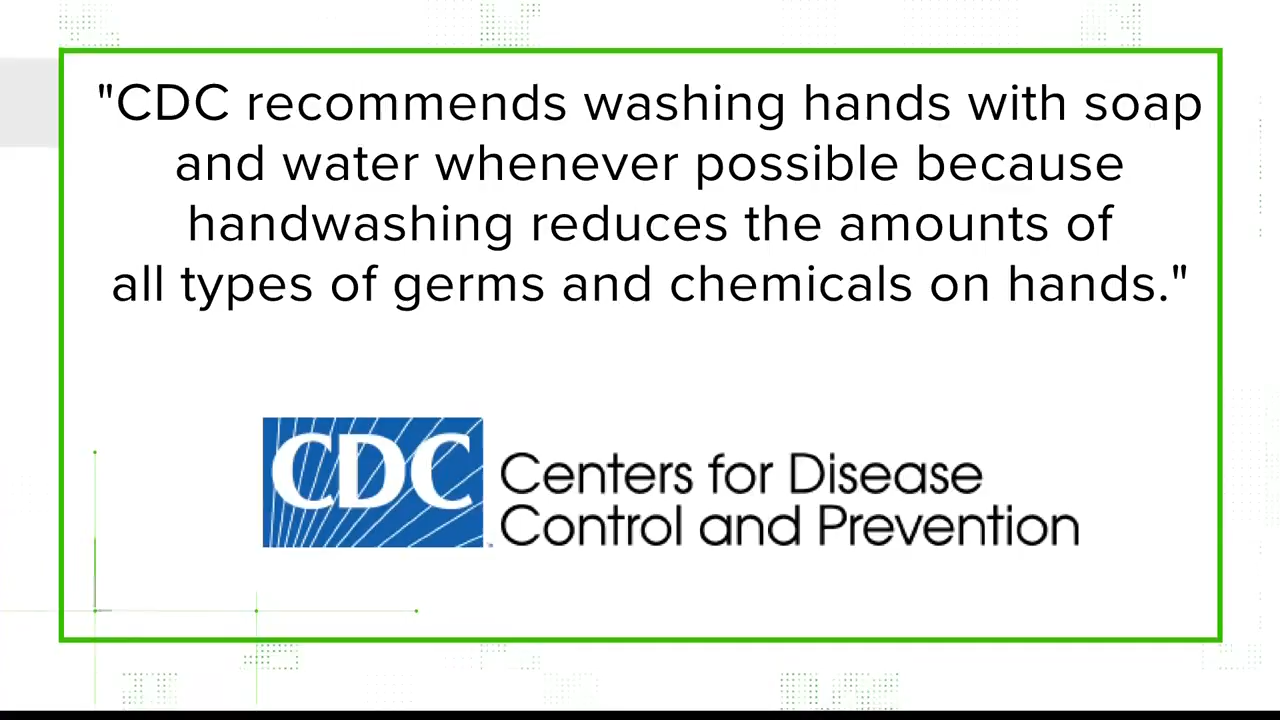 "CDC recommends washing hands with soap
and water whenever possible because
handwashing reduces the amounts of
all types of germs and chemicals on hands."
CDC
Centers for Disease
Control and Prevention